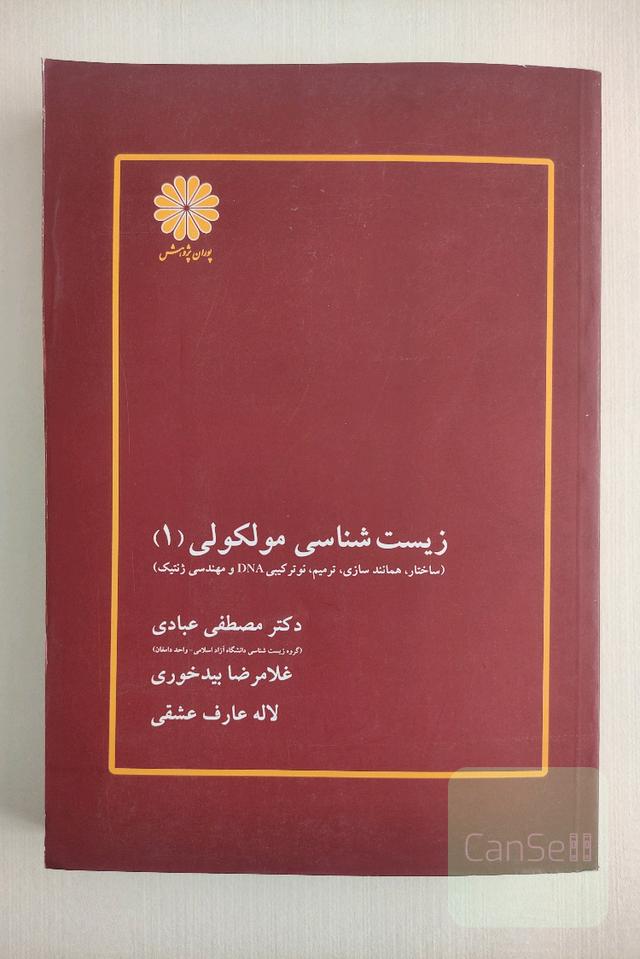 پوران پژوهش
زیست شناسی مولکولی (۱)
(ساختار، همانند سازی، ترمیم، نوترکیبی DNA و مهندسی ژنتیک)
دکتر مصطفی عبادی
(گروه زیست شناسی دانشگاه آزاد اسلامی - واحد دامغان)
غلامرضا بیدخوری
لاله عارف عشقی
CanSell